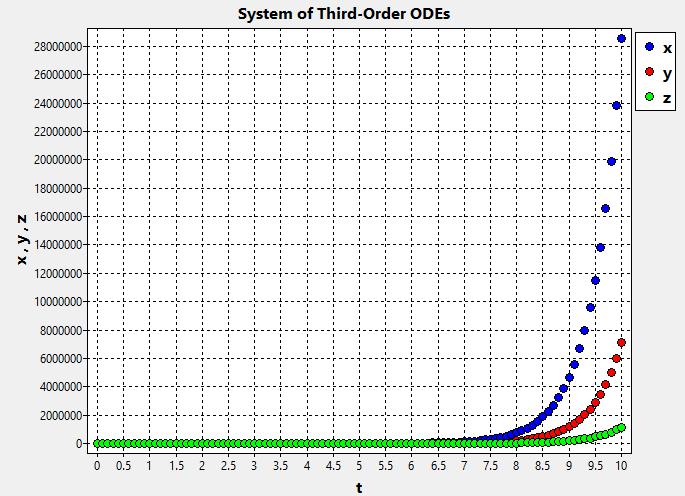 System of Third-Order ODEs
28000000
26000000
24000000
22000000
20000000
18000000
16000000
14000000
12000000
10000000
8000000
6000000
4000000
2000000
0
x , y , z
0 0.5 1 1.5 2 2.5 3 3.5 4 4.5 5 5.5 6 6.5 7 7.5 8 8.5 9 9.5 10
t
x
y
z